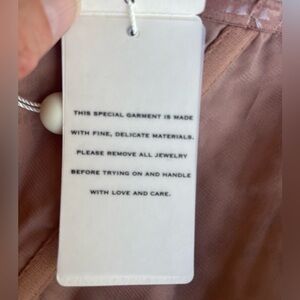 THIS SPECIAL GARMENT IS MADE
WITH FINE, DELICATE MATERIALS.
PLEASE REMOVE ALL JEWELRY
BEFORE TRYING ON AND HANDLE
WITH LOVE AND CARE.